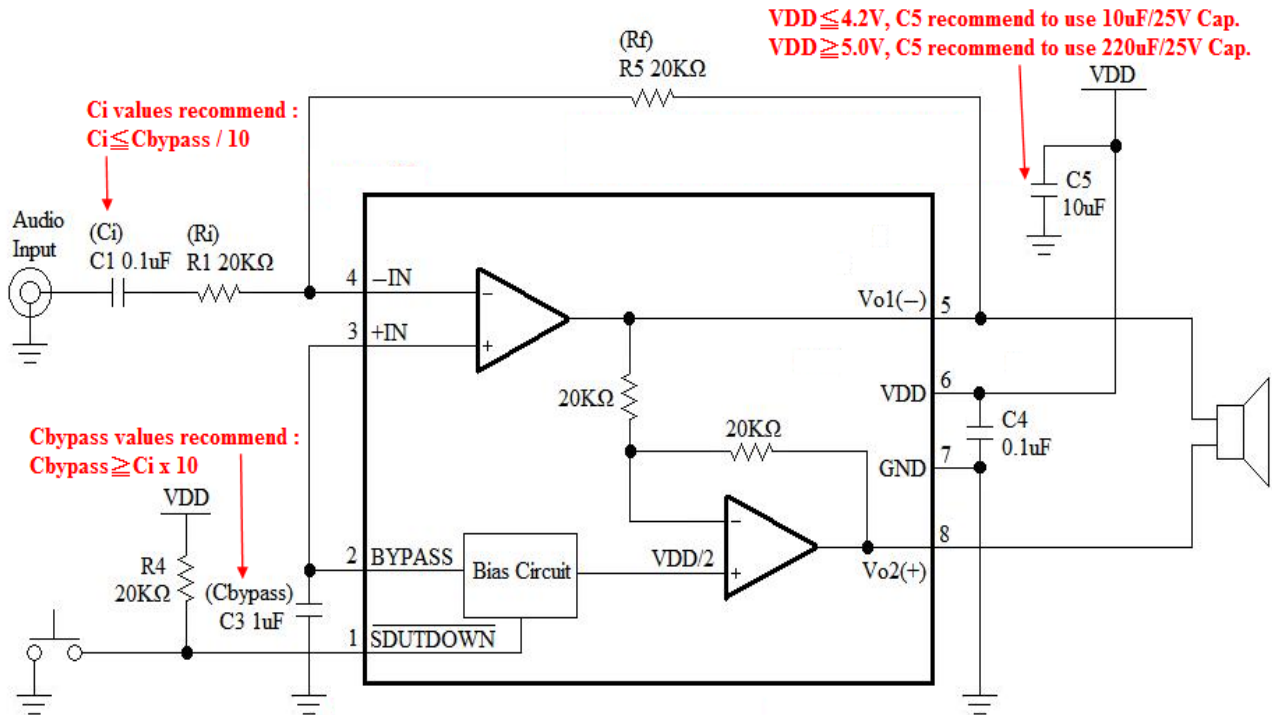 VDD≦4.2V, C5 recommend to use 10uF/25V Cap.
VDD≧5.0V, C5 recommend to use 220uF/25V Cap.
(Rf)
R5 20KΩ
VDD
Ci values recommend :
Ci≦Cbypass / 10
C5
10uF
Audio
Input
(Ci)
C1 0.1uF
(Ri)
R1 20KΩ
4
–IN
3
+IN
Vo1(–)
5
20KΩ
VDD
6
C4
0.1uF
20KΩ
GND
7
Cbypass values recommend :
Cbypass≧Ci x 10
VDD
R4
20KΩ
(Cbypass)
C3 1uF
2
BYPASS
Bias Circuit
VDD/2
Vo2(+)
8
1
SDUTDOWN